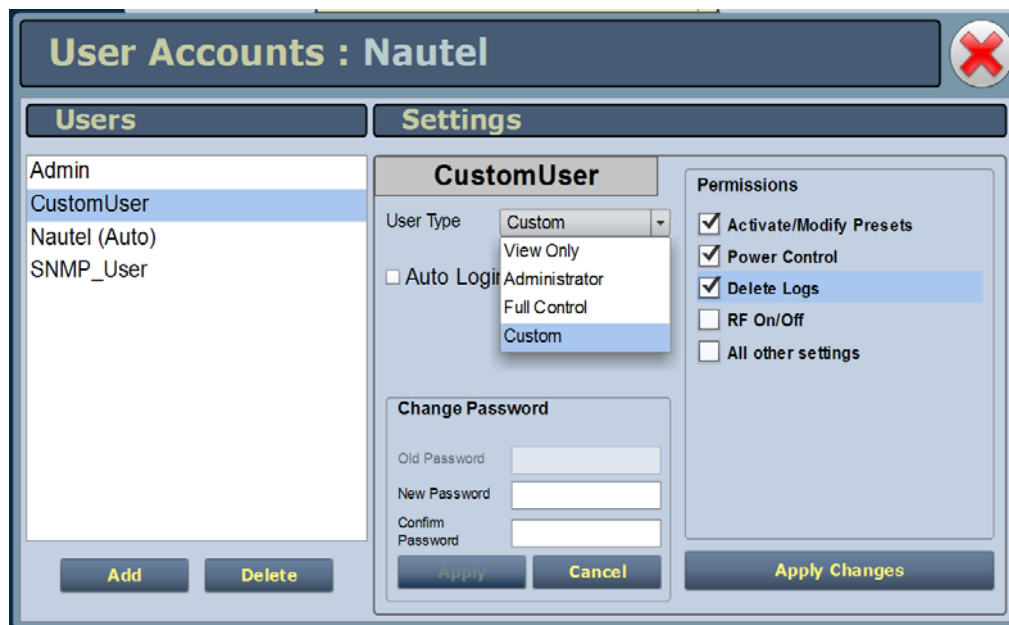 User Accounts : Nautel
Users
Settings
Admin
CustomUser
Nautel (Auto)
SNMP_User
Add
Delete
CustomUser
User Type
Custom
View Only
Administrator
Full Control
Custom
Auto Login
Change Password
Old Password
New Password
Confirm
Password
Apply
Cancel
Permissions
Activate/Modify Presets
Power Control
Delete Logs
RF On/Off
All other settings
Apply Changes